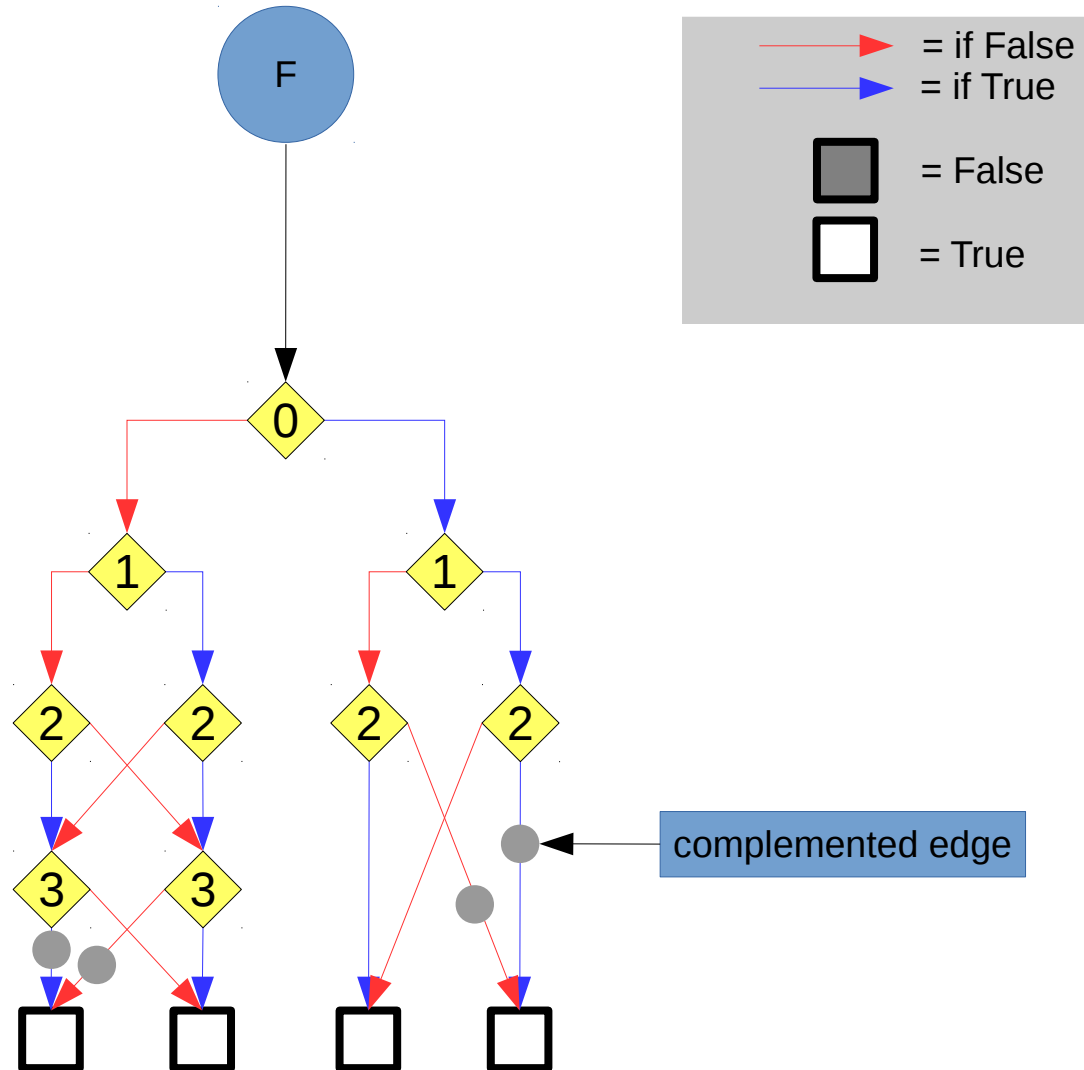 F
= if False
= if True
= False
= True
0
1 1
2 2 2 2
complemented edge
3 3